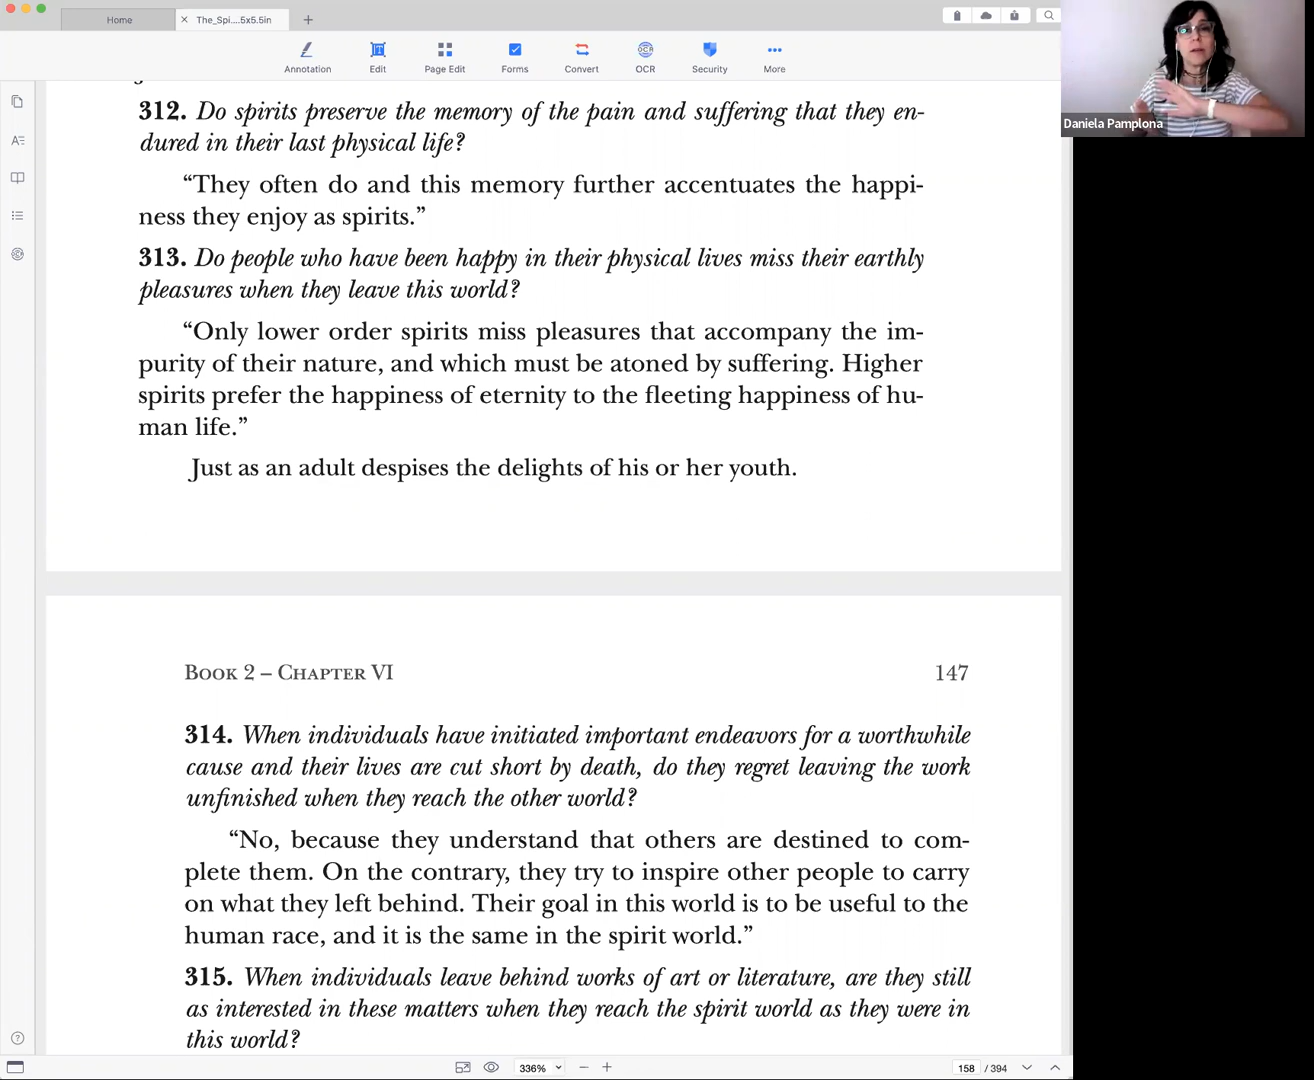 Home
The_Spi....5x5.5in
Annotation
Edit
Page Edit
Forms
Convert
OCR
OCR
Security
More
Daniela Pamplona
312. Do spirits preserve the memory of the pain and suffering that they en-
dured in their last physical life?
“They often do and this memory further accentuates the happi-
ness they enjoy as spirits.”
313. Do people who have been happy in their physical lives miss their earthly
pleasures when they leave this world?
“Only lower order spirits miss pleasures that accompany the im-
purity of their nature, and which must be atoned by suffering. Higher
spirits prefer the happiness of eternity to the fleeting happiness of hu-
man life.”
Just as an adult despises the delights of his or her youth.
Book 2 – Chapter VI
147
314. When individuals have initiated important endeavors for a worthwhile
cause and their lives are cut short by death, do they regret leaving the work
unfinished when they reach the other world?
“No, because they understand that others are destined to com-
plete them. On the contrary, they try to inspire other people to carry
on what they left behind. Their goal in this world is to be useful to the
human race, and it is the same in the spirit world.”
315. When individuals leave behind works of art or literature, are they still
as interested in these matters when they reach the spirit world as they were in
this world?
336%
158 / 394